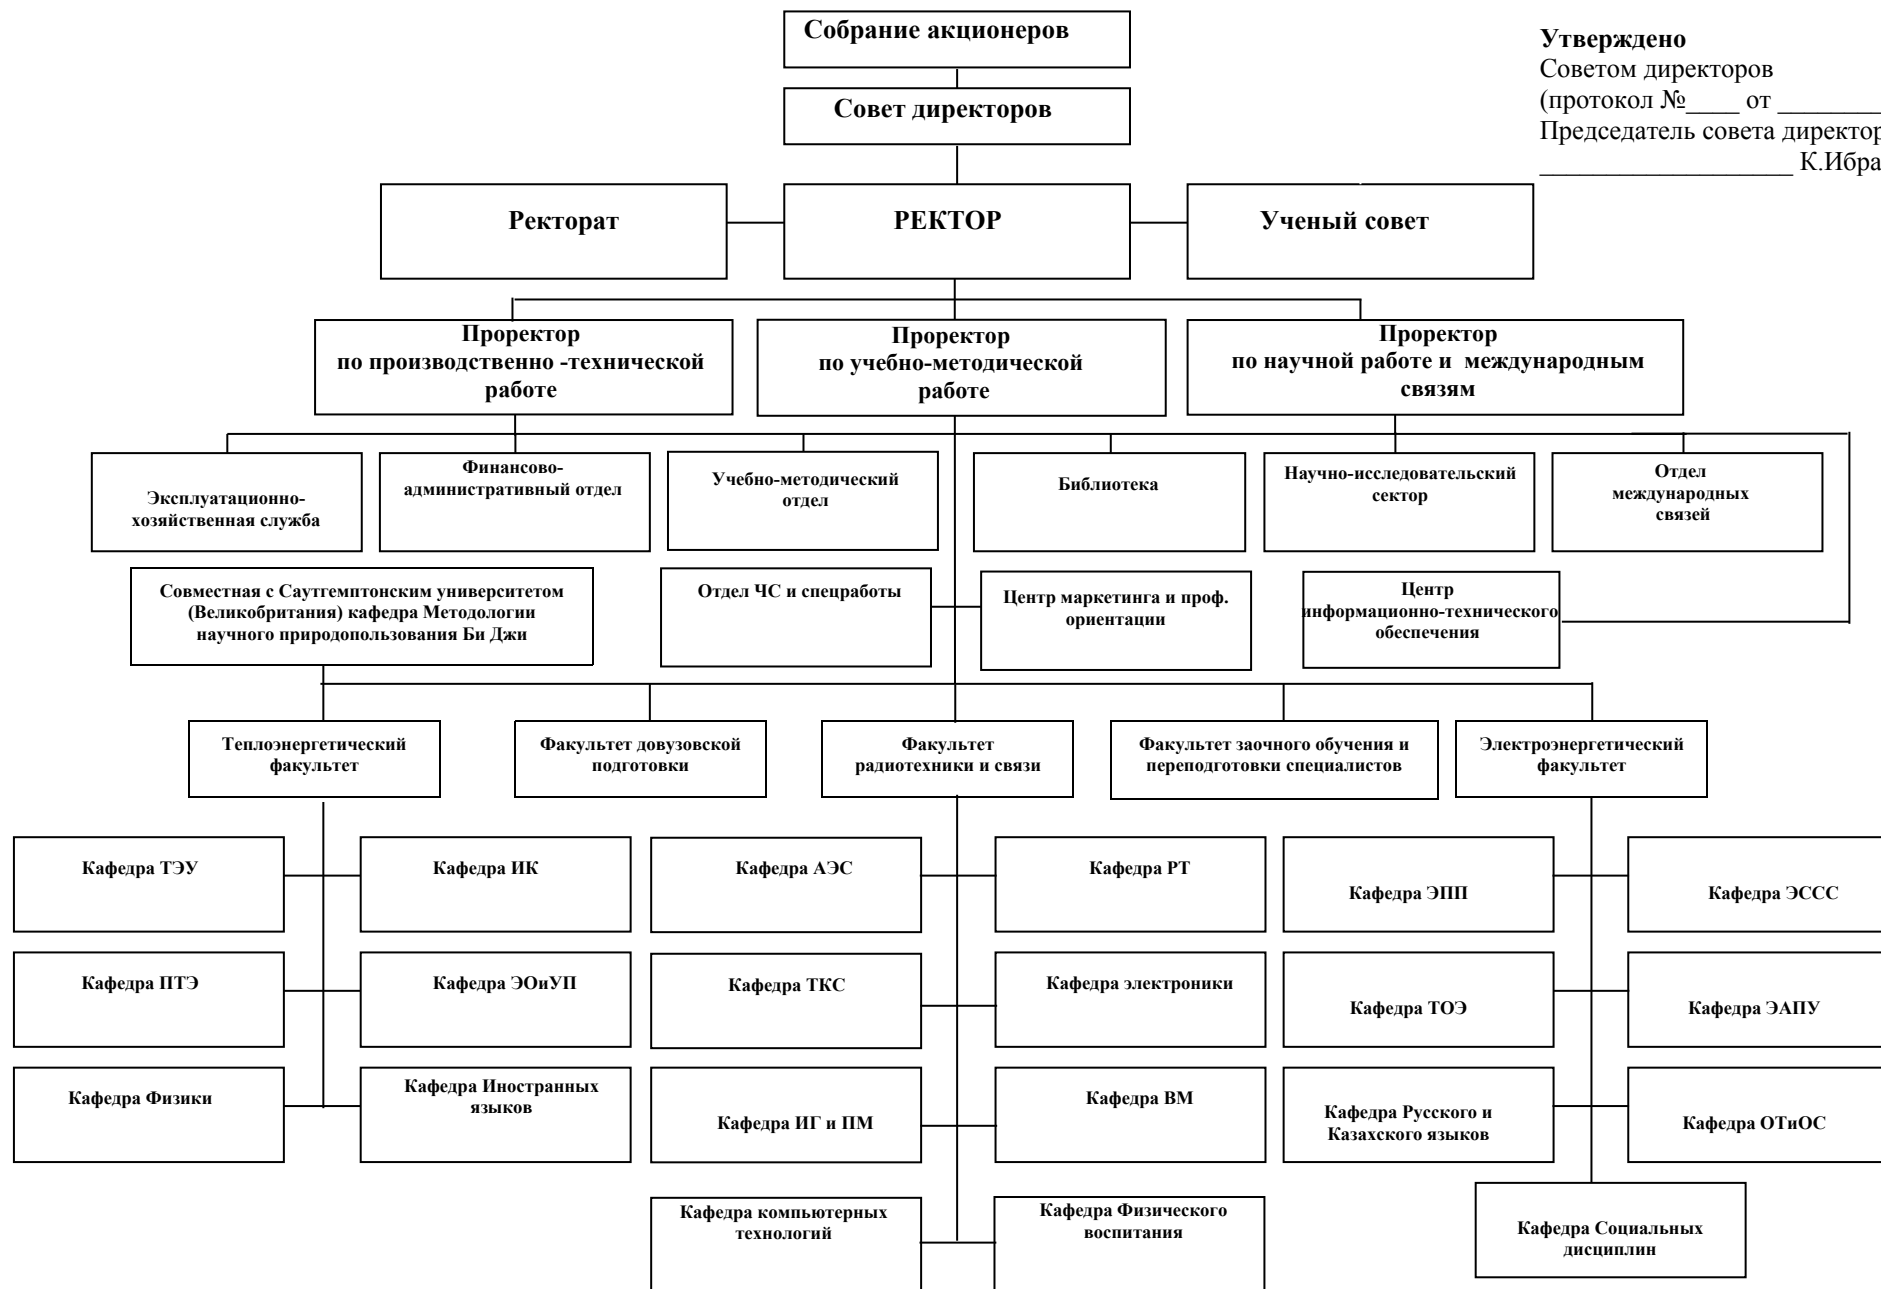 Собрание акционеров
Утверждено
Советом директоров
(протокол №____ от ________
Председатель совета директор
___________________ К.Ибра
Совет директоров
Ректорат
РЕКТОР
Ученый совет
Проректор
по производственно -технической
работе
Проректор
по учебно-методической
работе
Проректор
по научной работе и международным
связям
Эксплуатационно-
хозяйственная служба
Финансово-
административный отдел
Учебно-методический
отдел
Библиотека
Научно-исследовательский
сектор
Отдел
международных
связей
Совместная с Саутгемптонским университетом
(Великобритания) кафедра Методологии
научного природопользования Би Джи
Отдел ЧС и спецработы
Центр маркетинга и проф.
ориентации
Центр
информационно-технического
обеспечения
Теплоэнергетический
факультет
Факультет довузовской
подготовки
Факультет
радиотехники и связи
Факультет заочного обучения и
переподготовки специалистов
Электроэнергетический
факультет
Кафедра ТЭУ
Кафедра ИК
Кафедра АЭС
Кафедра РТ
Кафедра ЭПП
Кафедра ЭССС
Кафедра ПТЭ
Кафедра ЭОиУП
Кафедра ТКС
Кафедра электроники
Кафедра ТОЭ
Кафедра ЭАПУ
Кафедра Физики
Кафедра Иностранных
языков
Кафедра ИГ и ПМ
Кафедра ВМ
Кафедра Русского и
Казахского языков
Кафедра ОТиОС
Кафедра компьютерных
технологий
Кафедра Физического
воспитания
Кафедра Социальных
дисциплин